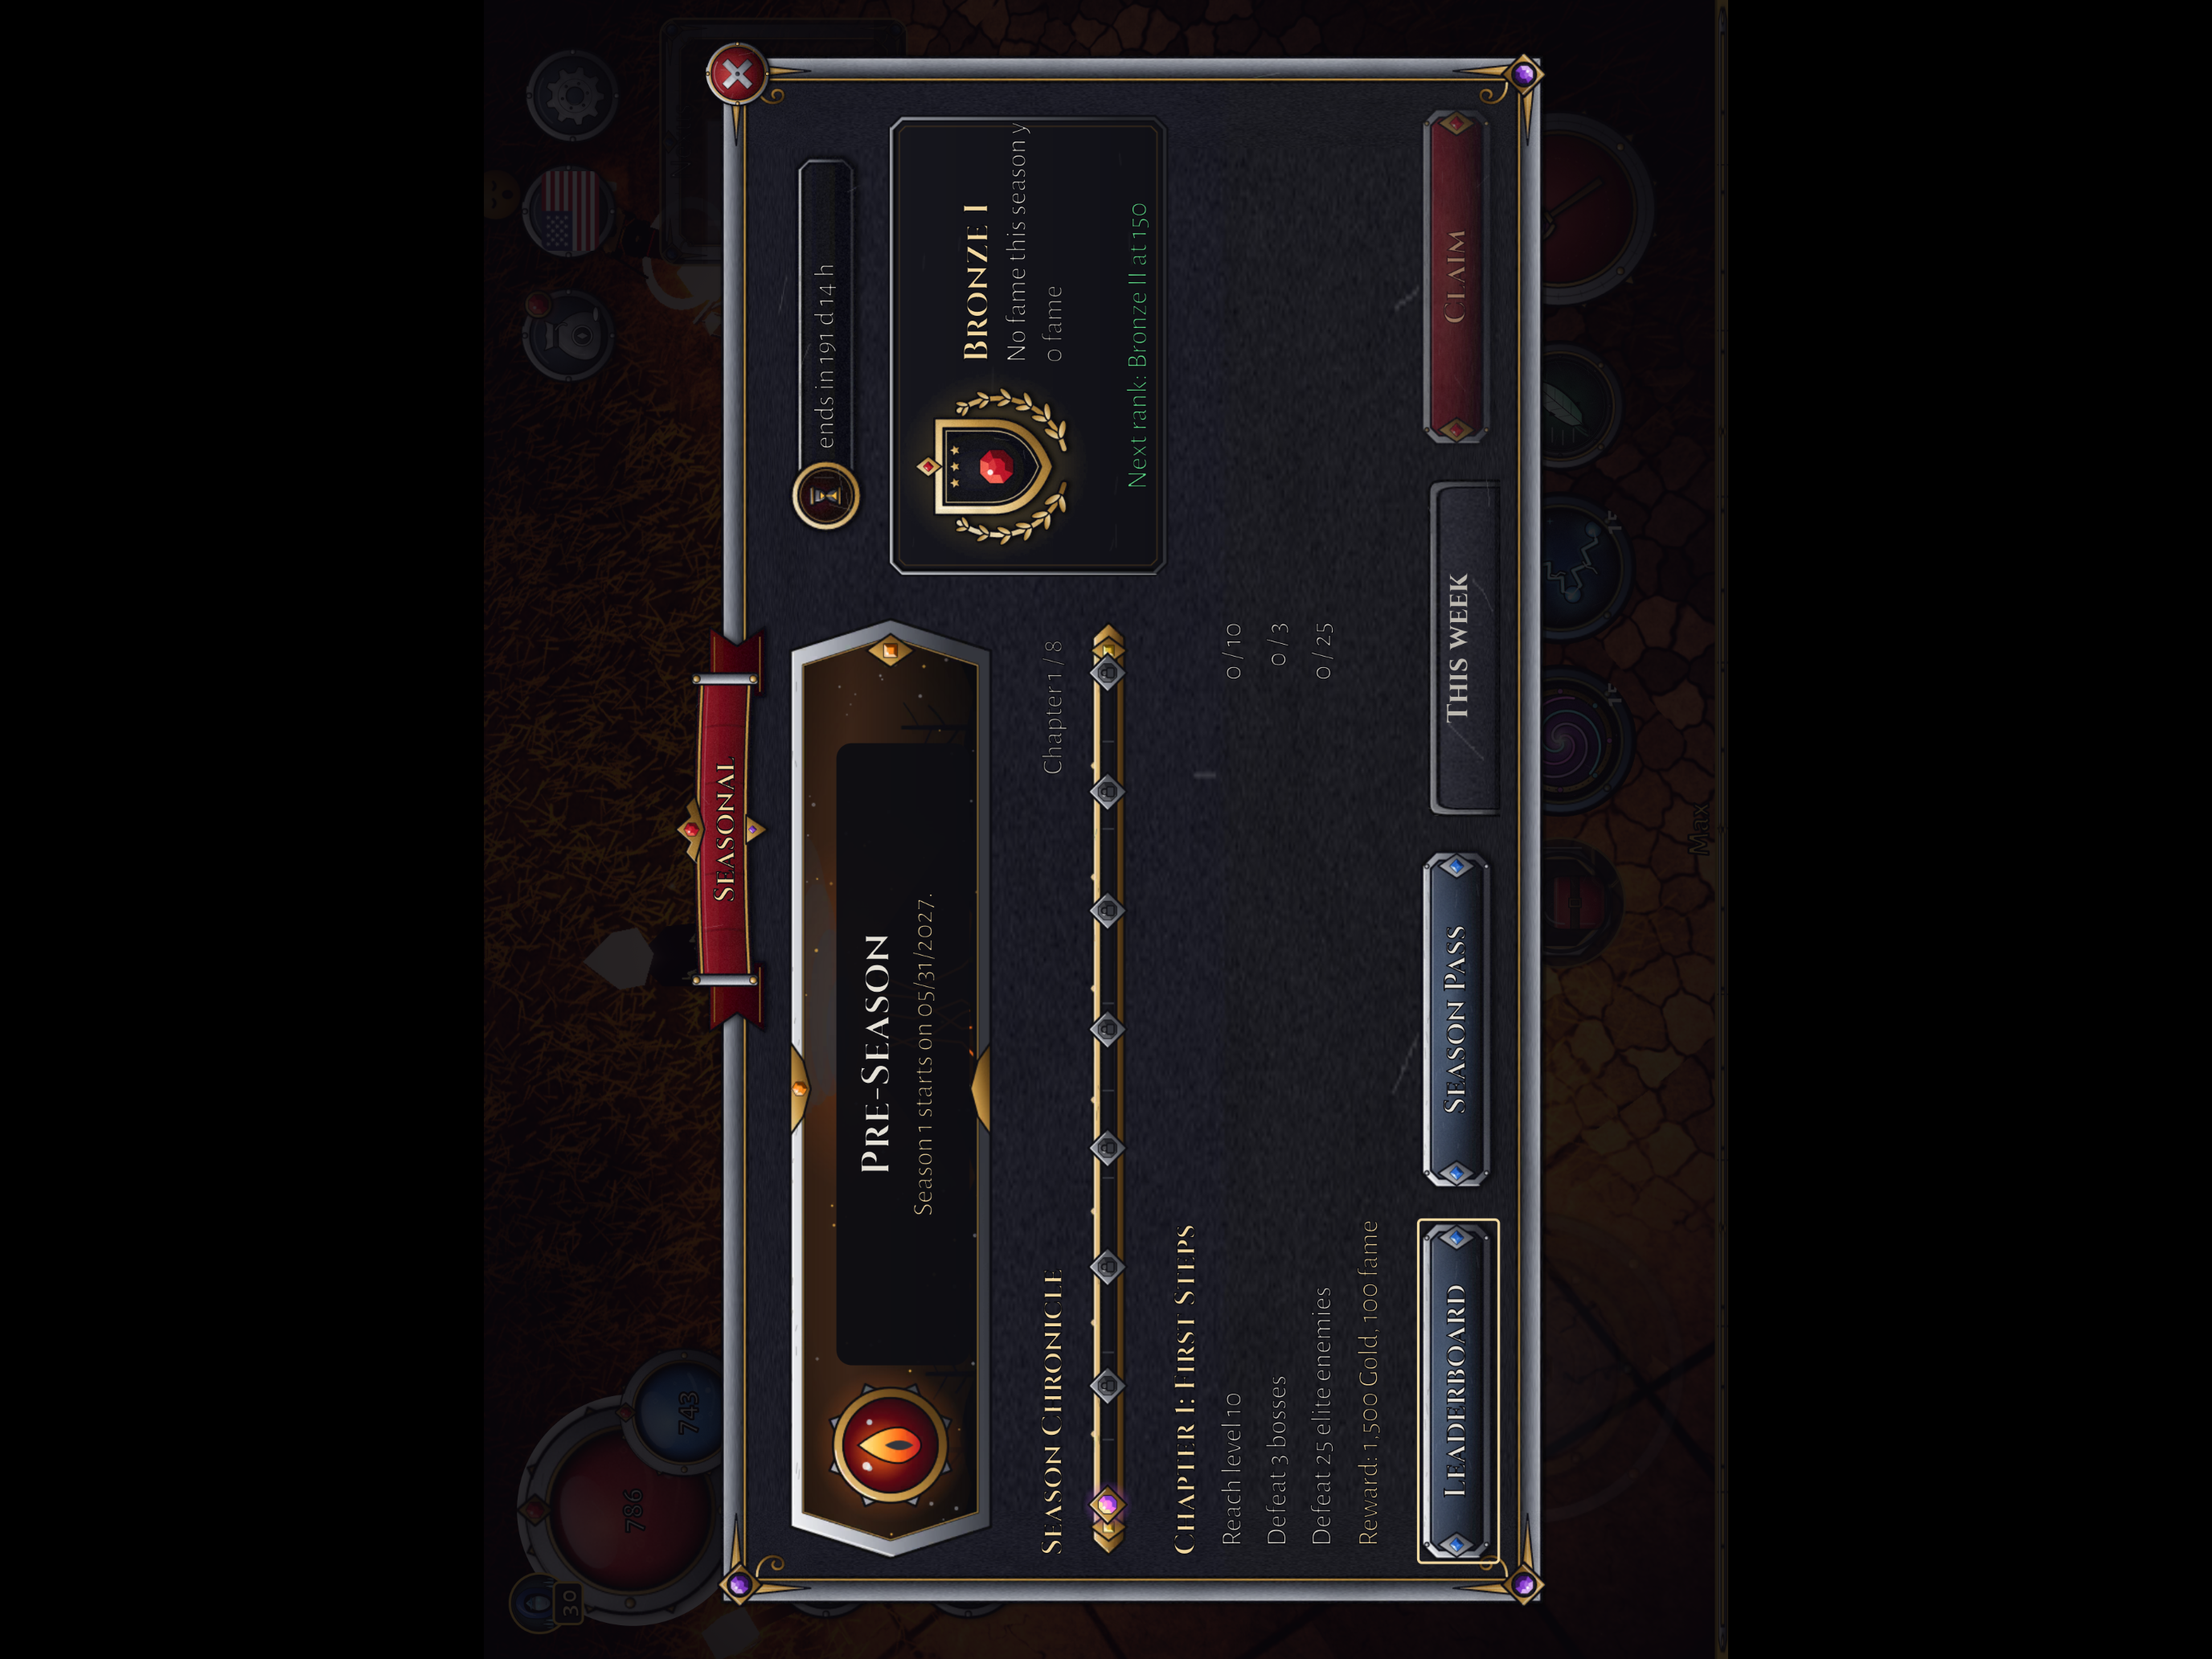 SEASONAL
PRE-SEASON
Season 1 starts on 05/31/2027.
ends in 191 d 14 h
BRONZE I
No fame this season y
0 fame
Next rank: Bronze II at 150
SEASON CHRONICLE
Chapter 1 / 8
CHAPTER I: FIRST STEPS
Reach level 10
0 / 10
Defeat 3 bosses
0 / 3
Defeat 25 elite enemies
0 / 25
Reward: 1,500 Gold, 100 fame
LEADERBOARD
SEASON PASS
THIS WEEK
CLAIM
30
786
743
Max